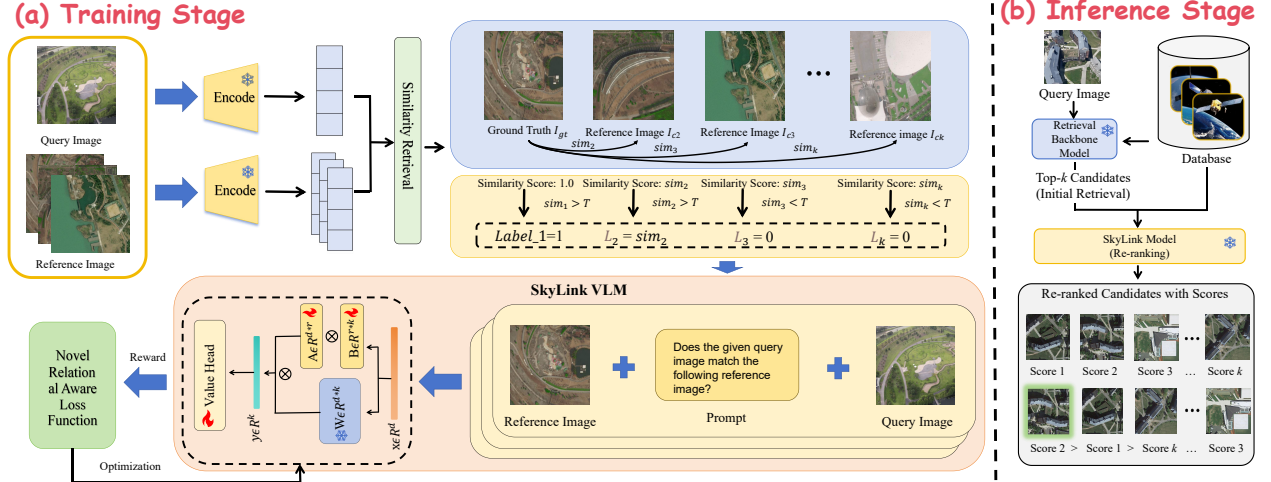 (a) Training Stage
Query Image
Reference Image
Encode
Encode
Similarity Retrieval
Ground Truth I_gt
Reference Image I_c2
Reference Image I_c3
...
Reference image I_ck
sim_2
sim_3
sim_k
Similarity Score: 1.0
Similarity Score: sim_2
Similarity Score: sim_3
Similarity Score: sim_k
sim_1 > T
sim_2 > T
sim_3 < T
sim_k < T
Label_1=1
L_2 = sim_2
L_3 = 0
L_k = 0
SkyLink VLM
Reference Image
Does the given query
image match the
following reference
image?
Prompt
Query Image
x∈R^d
W∈R^{d*k}
B∈R^{r*k}
A∈R^{d*r}
y∈R^k
Value Head
Reward
Novel
Relation
al Aware
Loss
Function
Optimization
(b) Inference Stage
Query Image
Database
Retrieval
Backbone
Model
Top-k Candidates
(Initial Retrieval)
SkyLink Model
(Re-ranking)
Re-ranked Candidates with Scores
...
Score 1 Score 2 Score 3 ... Score k
...
Score 2 > Score 1 > Score k ... Score 3